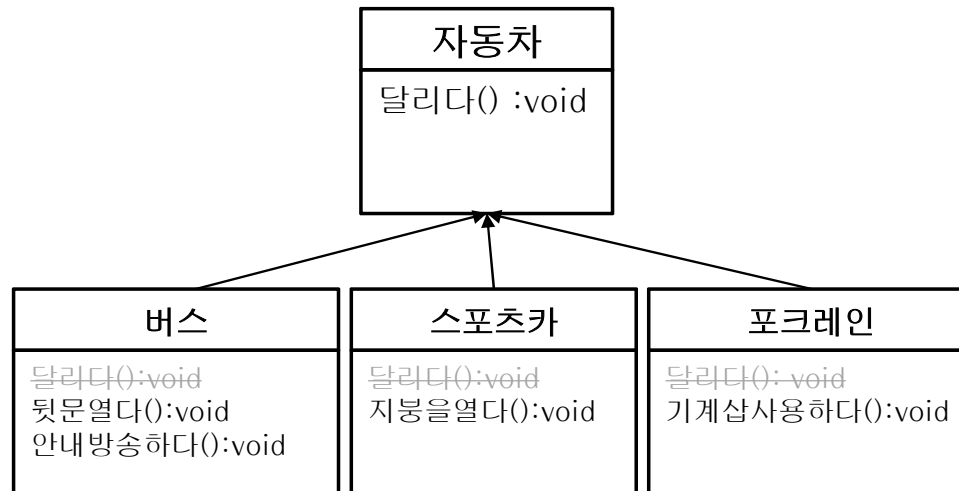 자동차
달리다() :void
버스
달리다():void
뒷문열다():void
안내방송하다():void
스포츠카
달리다():void
지붕을열다():void
포크레인
달리다(): void
기계삽사용하다():void